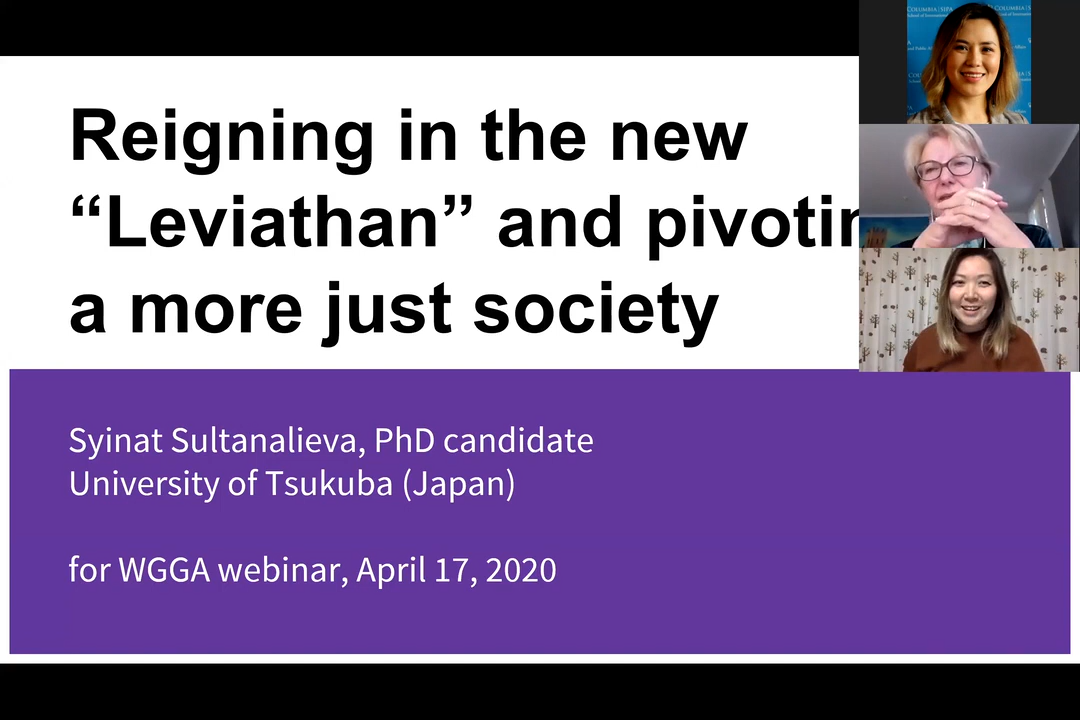 Reigning in the new
“Leviathan” and
a more just society
Syinat Sultanalieva, PhD candidate
University of Tsukuba (Japan)
for WGGA webinar, April 17, 2020